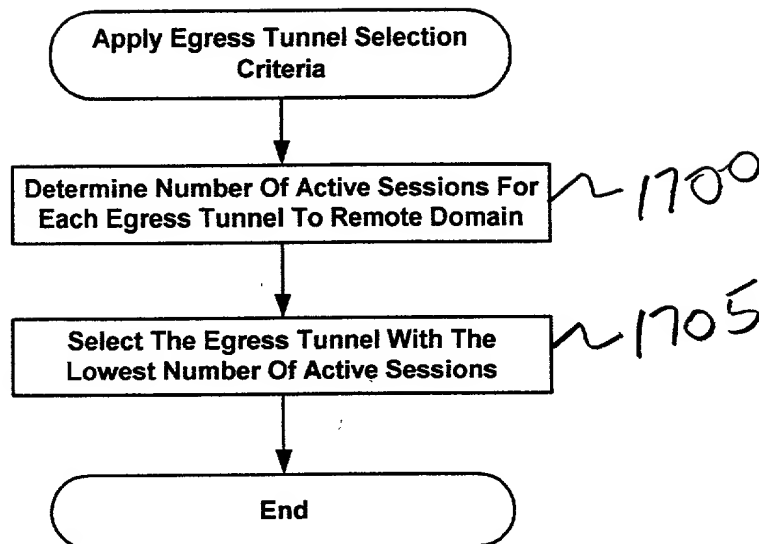 Apply Egress Tunnel Selection
Criteria
Determine Number Of Active Sessions For
Each Egress Tunnel To Remote Domain
1700
Select The Egress Tunnel With The
Lowest Number Of Active Sessions
1705
End